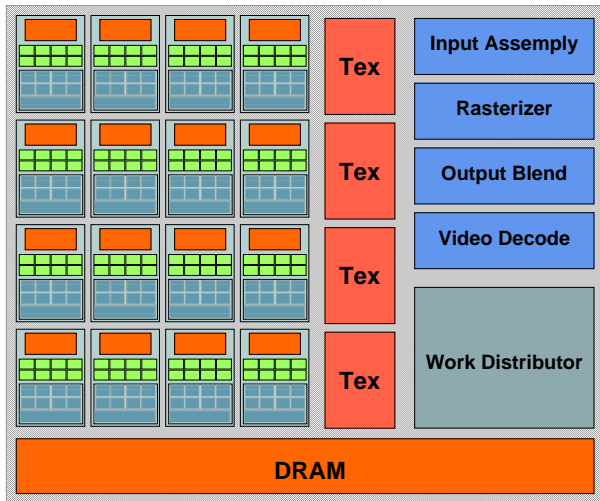 Tex
Input Assemply
Rasterizer
Tex
Output Blend
Video Decode
Tex
Work Distributor
Tex
DRAM